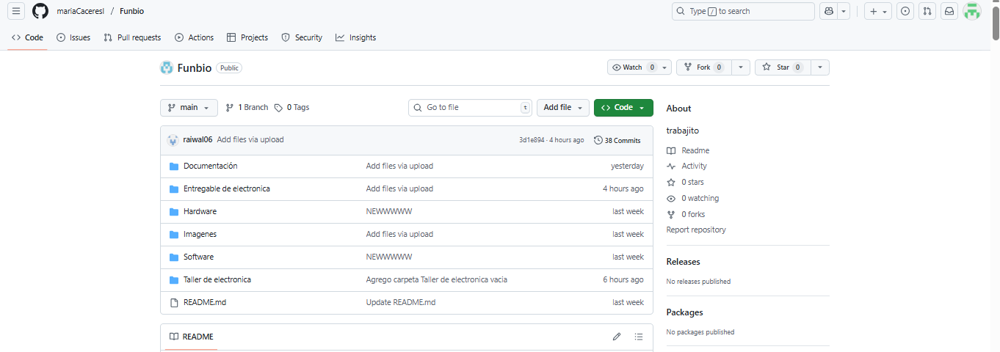 mariaCaceresI / Funbio Type / to search
Code Issues Pull requests Actions Projects Security Insights
Funbio Public Watch 0 Fork 0 Star 0
main 1 Branch 0 Tags Go to file t Add file Code
About
trabajito
raiwal06 Add files via upload 3d1e894 · 4 hours ago 38 Commits
Documentación Add files via upload yesterday
Entregable de electronica Add files via upload 4 hours ago
Hardware NEWWWWW last week
Imagenes Add files via upload last week
Software NEWWWWW last week
Taller de electronica Agrego carpeta Taller de electronica vacia 6 hours ago
README.md Update README.md last week
README
Readme
Activity
0 stars
0 watching
0 forks
Report repository
Releases
No releases published
Packages
No packages published